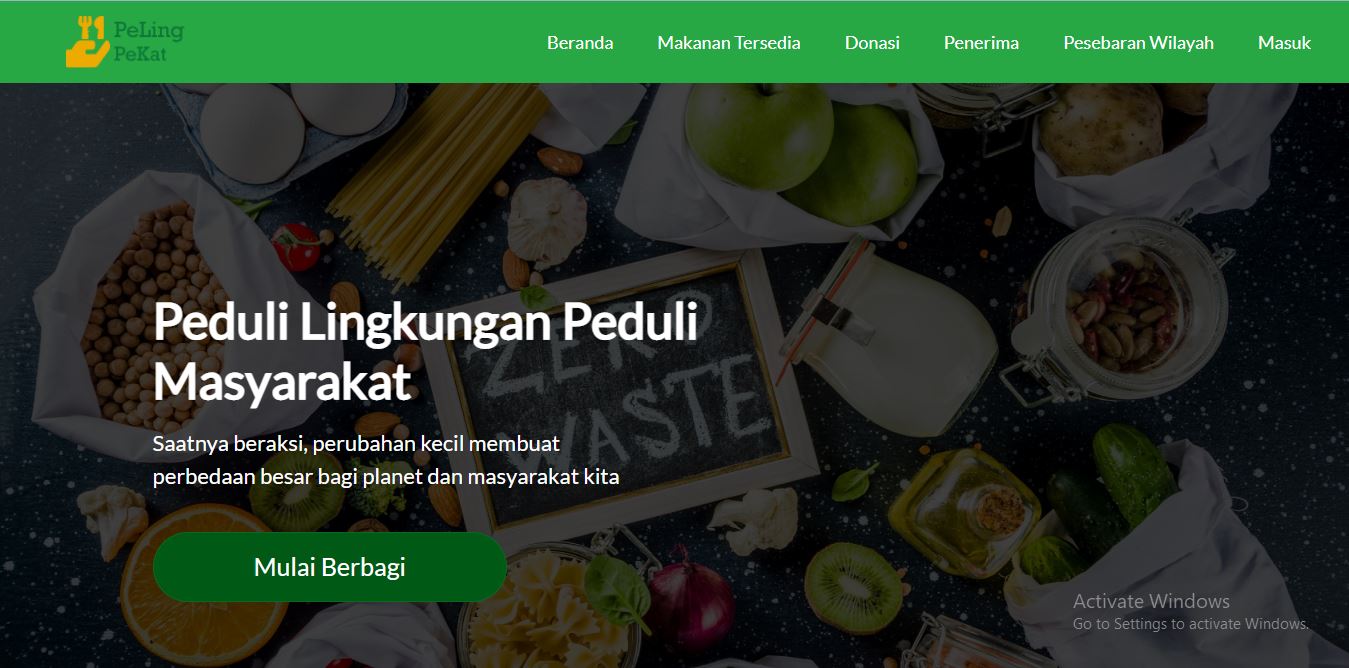 PeLing
PeKat
Beranda
Makanan Tersedia
Donasi
Penerima
Pesebaran Wilayah
Masuk
ZERO
WASTE
Peduli Lingkungan Peduli
Masyarakat
Saatnya beraksi, perubahan kecil membuat
perbedaan besar bagi planet dan masyarakat kita
Mulai Berbagi
Activate Windows
Go to Settings to activate Windows.